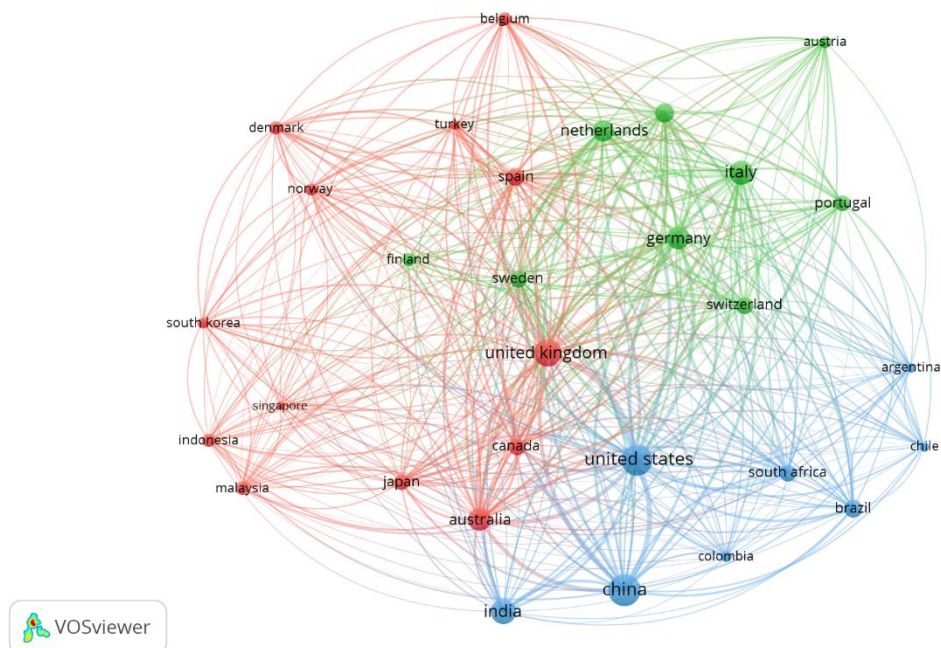 belgium
austria
denmark
turkey
netherlands
spain
italy
norway
portugal
germany
finland
sweden
switzerland
south korea
united kingdom
argentina
singapore
indonesia
canada
chile
united states
south africa
malaysia
japan
brazil
australia
colombia
china
india
VOSviewer